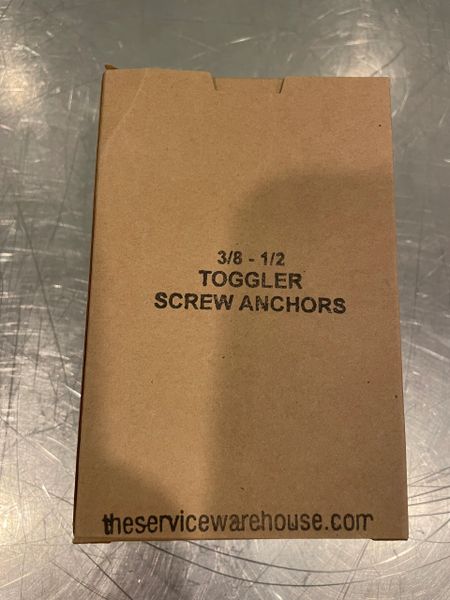 3/8 - 1/2
TOGGLER
SCREW ANCHORS
theservicewarehouse.com